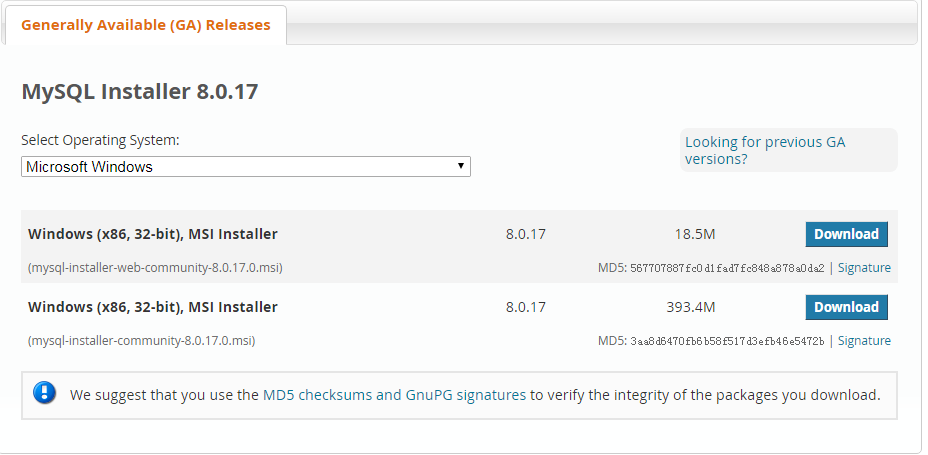 Generally Available (GA) Releases
MySQL Installer 8.0.17
Select Operating System:
Looking for previous GA
versions?
Microsoft Windows
Windows (x86, 32-bit), MSI Installer 8.0.17 18.5M Download
(mysql-installer-web-community-8.0.17.0.msi) MD5: 567707887fc0d1fad7fc848a878a0da2 | Signature
Windows (x86, 32-bit), MSI Installer 8.0.17 393.4M Download
(mysql-installer-community-8.0.17.0.msi) MD5: 3aa8d6470fb6b58f517d3efb46e5472b | Signature
We suggest that you use the MD5 checksums and GnuPG signatures to verify the integrity of the packages you download.